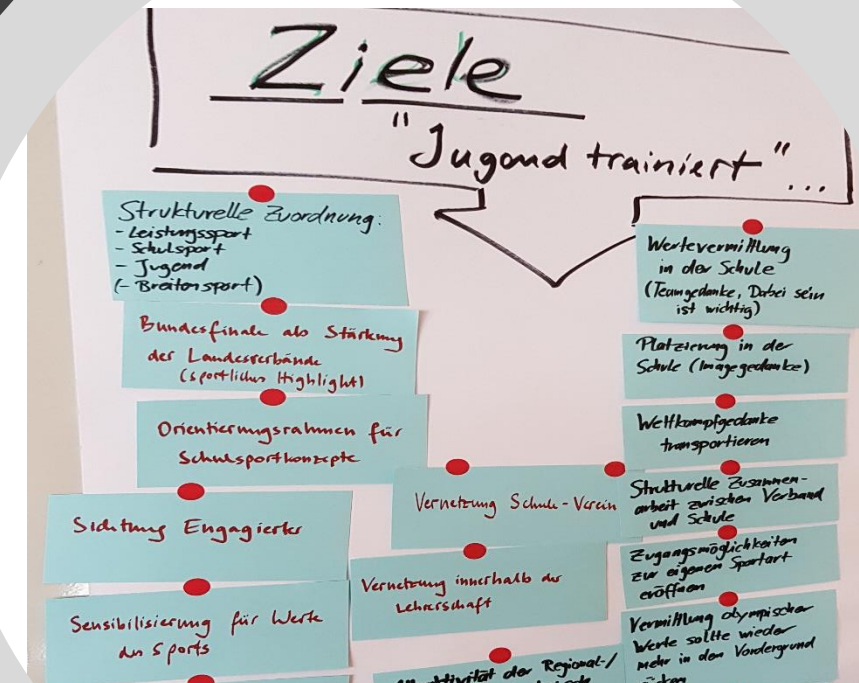 Ziele
"Jugend trainiert"...
Strukturelle Zuordnung:
- Leistungssport
- Schulsport
- Jugend
(- Breitensport)
Bundesfinale als Stärkung
der Landesverbände
(sportliches Highlight)
Orientierungsrahmen für
Schulsportkonzepte
Sichtung Engagierter
Sensibilisierung für Werte
des Sports
Vernetzung Schule - Verein
Vernetzung innerhalb der
Lehrerschaft
der Regional-/
Wertevermittlung
in der Schule
(Teamgedanke, Dabei sein
ist wichtig)
Platzierung in der
Schule (Imagegedanke)
Wettkampfgedanke
transportieren
Strukturelle Zusammen-
arbeit zwischen Verband
und Schule
Zugangsmöglichkeiten
zur eigenen Sportart
eröffnen
Vermittlung olympischer
Werte sollte wieder
mehr in den Vordergrund